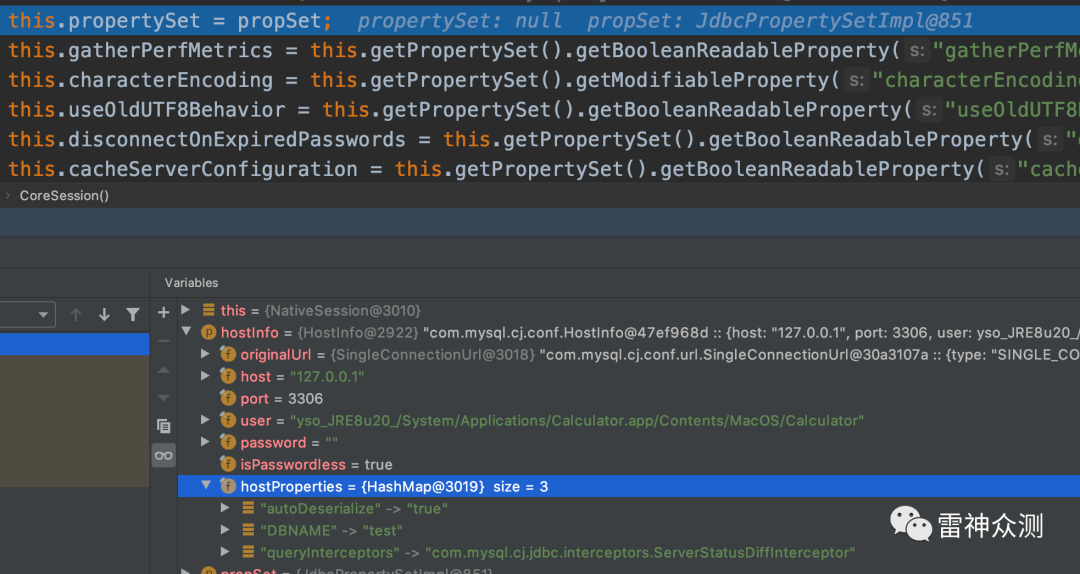 this.propertySet = propSet; propertySet: null propSet: JdbcPropertySetImpl@851
this.gatherPerfMetrics = this.getPropertySet().getBooleanReadableProperty( s: "gatherPerfMe
this.characterEncoding = this.getPropertySet().getModifiableProperty( s: "characterEncoding
this.useOldUTF8Behavior = this.getPropertySet().getBooleanReadableProperty( s: "useOldUTF8B
this.disconnectOnExpiredPasswords = this.getPropertySet().getBooleanReadableProperty( s: "
this.cacheServerConfiguration = this.getPropertySet().getBooleanReadableProperty( s: "cach
CoreSession()
Variables
this = {NativeSession@3010}
hostInfo = {HostInfo@2922} "com.mysql.cj.conf.HostInfo@47ef968d :: {host: "127.0.0.1", port: 3306, user: yso_JRE8u20_/
originalUrl = {SingleConnectionUrl@3018} "com.mysql.cj.conf.url.SingleConnectionUrl@30a3107a :: {type: "SINGLE_CO
host = "127.0.0.1"
port = 3306
user = "yso_JRE8u20_/System/Applications/Calculator.app/Contents/MacOS/Calculator"
password = ""
isPasswordless = true
hostProperties = {HashMap@3019} size = 3
"autoDeserialize" -> "true"
"DBNAME" -> "test"
"queryInterceptors" -> "com.mysql.cj.jdbc.interceptors.ServerStatusDiffInterceptor"
propSet = {JdbcPropertySetImpl@851}
雷神众测